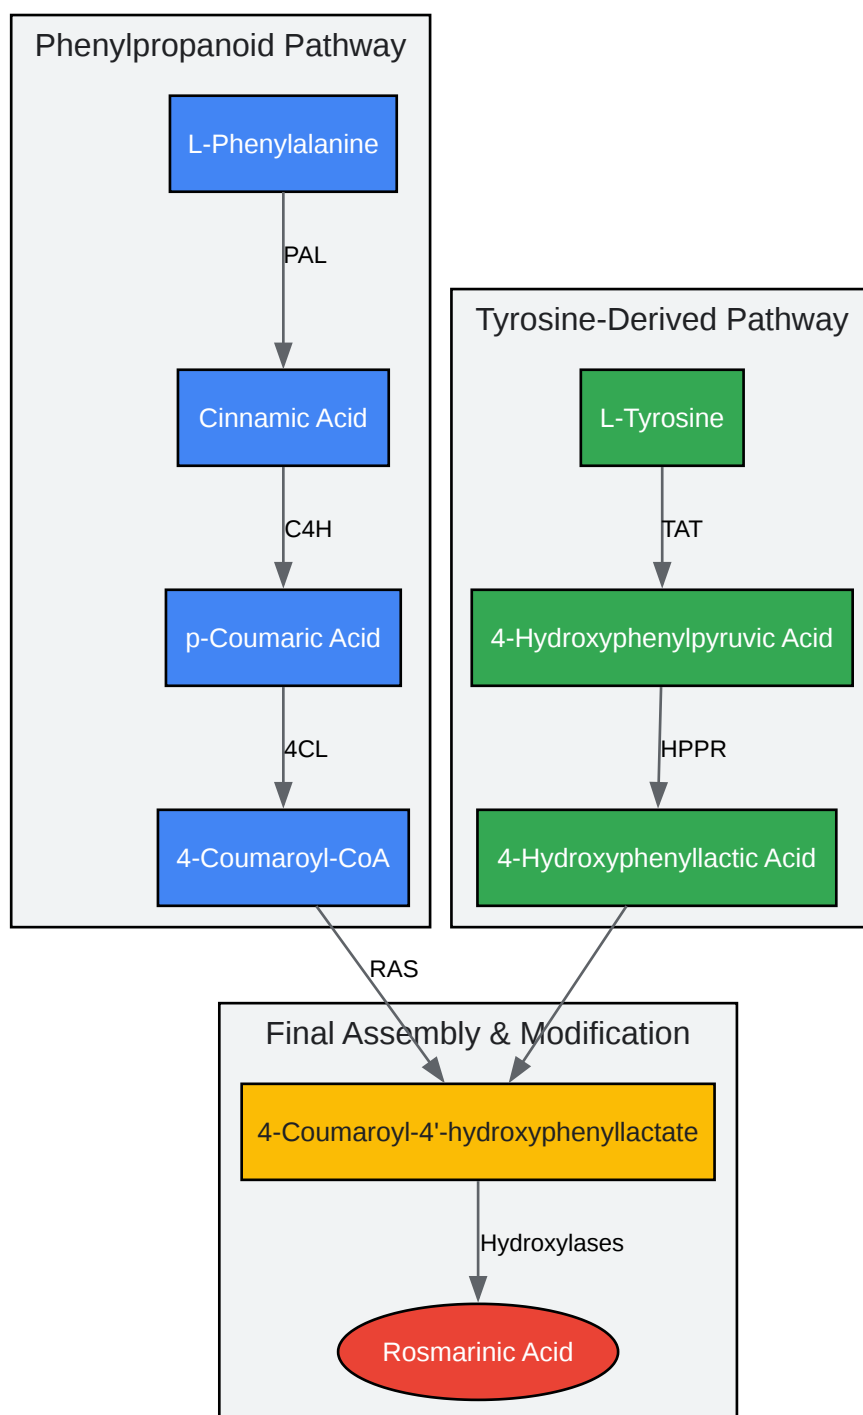 Phenylpropanoid Pathway
L-Phenylalanine
PAL
Cinnamic Acid
C4H
p-Coumaric Acid
4CL
4-Coumaroyl-CoA
Tyrosine-Derived Pathway
L-Tyrosine
TAT
4-Hydroxyphenylpyruvic Acid
HPPR
4-Hydroxyphenyllactic Acid
RAS
Final Assembly & Modification
4-Coumaroyl-4'-hydroxyphenyllactate
Hydroxylases
Rosmarinic Acid